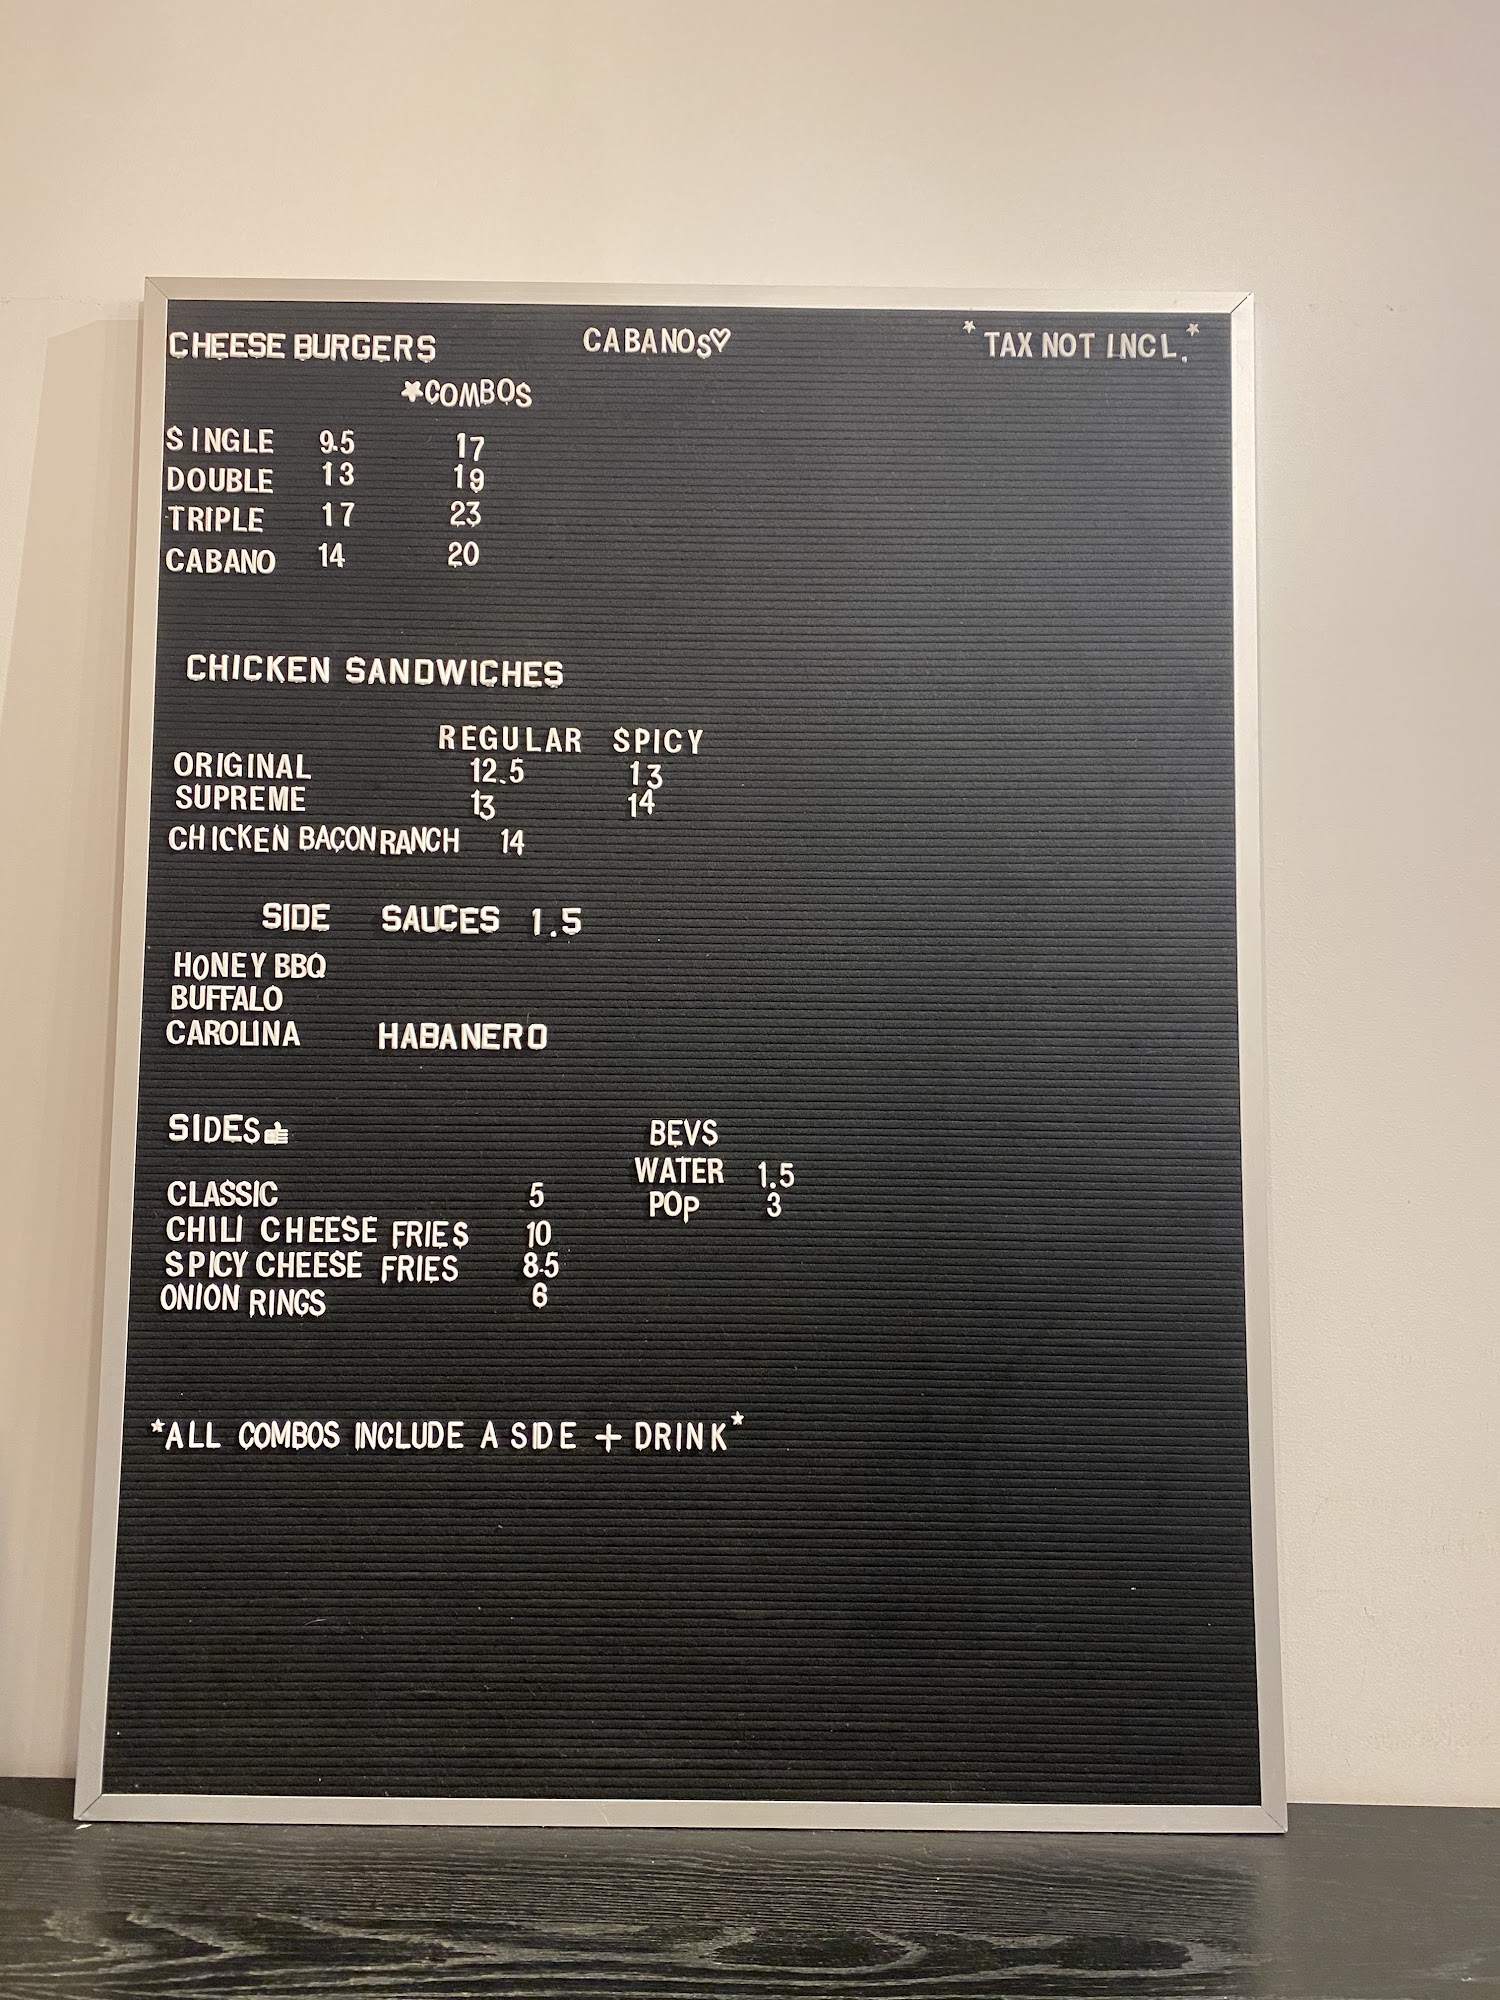 CHEESE BURGERS CABANOS♡ *TAX NOT INCL.*
*COMBOS
SINGLE 9.5 17
DOUBLE 13 19
TRIPLE 17 23
CABANO 14 20
CHICKEN SANDWICHES
REGULAR SPICY
ORIGINAL 12.5 13
SUPREME 13 14
CHICKEN BACON RANCH 14
SIDE SAUCES 1.5
HONEY BBQ
BUFFALO
CAROLINA HABANERO
SIDES👍
CLASSIC 5
CHILI CHEESE FRIES 10
SPICY CHEESE FRIES 8.5
ONION RINGS 6
BEVS
WATER 1.5
POP 3
*ALL COMBOS INCLUDE A SIDE + DRINK*